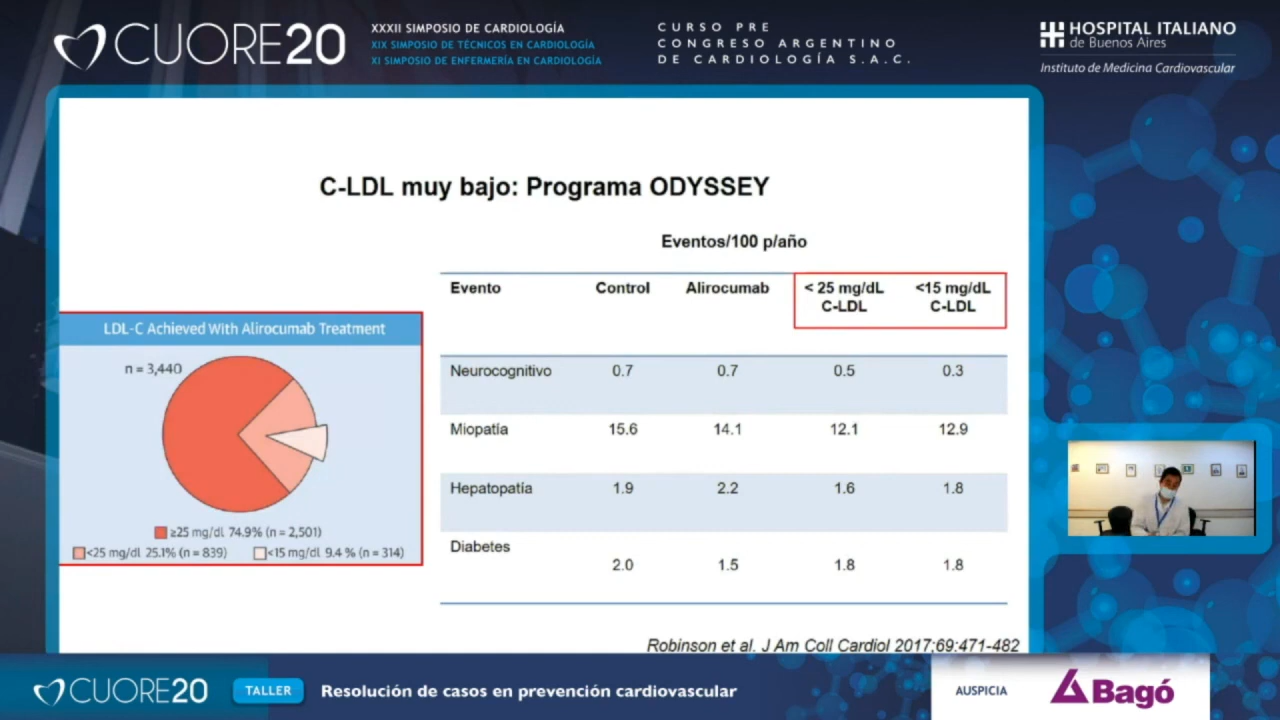 CUORE20
XXXII SIMPOSIO DE CARDIOLOGÍA
XIX SIMPOSIO DE TÉCNICOS EN CARDIOLOGÍA
XI SIMPOSIO DE ENFERMERÍA EN CARDIOLOGÍA
CURSO PRE
CONGRESO ARGENTINO
DE CARDIOLOGÍA S.A.C.
HOSPITAL ITALIANO
de Buenos Aires
Instituto de Medicina Cardiovascular
C-LDL muy bajo: Programa ODYSSEY
Eventos/100 p/año
Evento Control Alirocumab < 25 mg/dL <15 mg/dL
C-LDL C-LDL
Neurocognitivo 0.7 0.7 0.5 0.3
Miopatía 15.6 14.1 12.1 12.9
Hepatopatía 1.9 2.2 1.6 1.8
Diabetes
2.0 1.5 1.8 1.8
LDL-C Achieved With Alirocumab Treatment
n = 3,440
≥25 mg/dl 74.9% (n = 2,501)
<25 mg/dl 25.1% (n = 839) <15 mg/dl 9.4 % (n = 314)
Robinson et al. J Am Coll Cardiol 2017;69:471-482
CUORE20
TALLER
Resolución de casos en prevención cardiovascular
AUSPICIA
Bagó